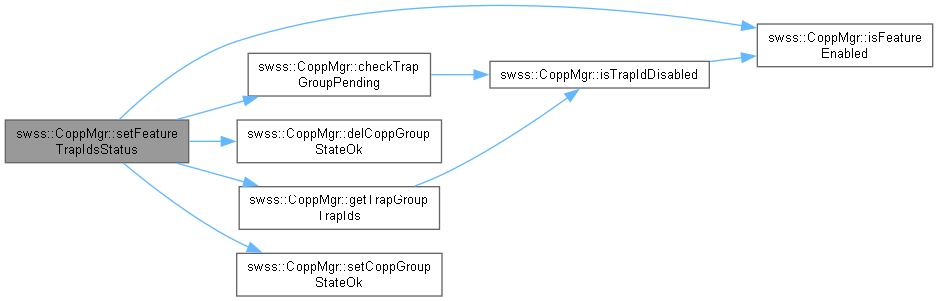 swss::CoppMgr::setFeature
TrapIdsStatus
swss::CoppMgr::checkTrap
GroupPending
swss::CoppMgr::delCoppGroup
StateOk
swss::CoppMgr::getTrapGroup
TrapIds
swss::CoppMgr::setCoppGroup
StateOk
swss::CoppMgr::isTrapIdDisabled
swss::CoppMgr::isFeature
Enabled